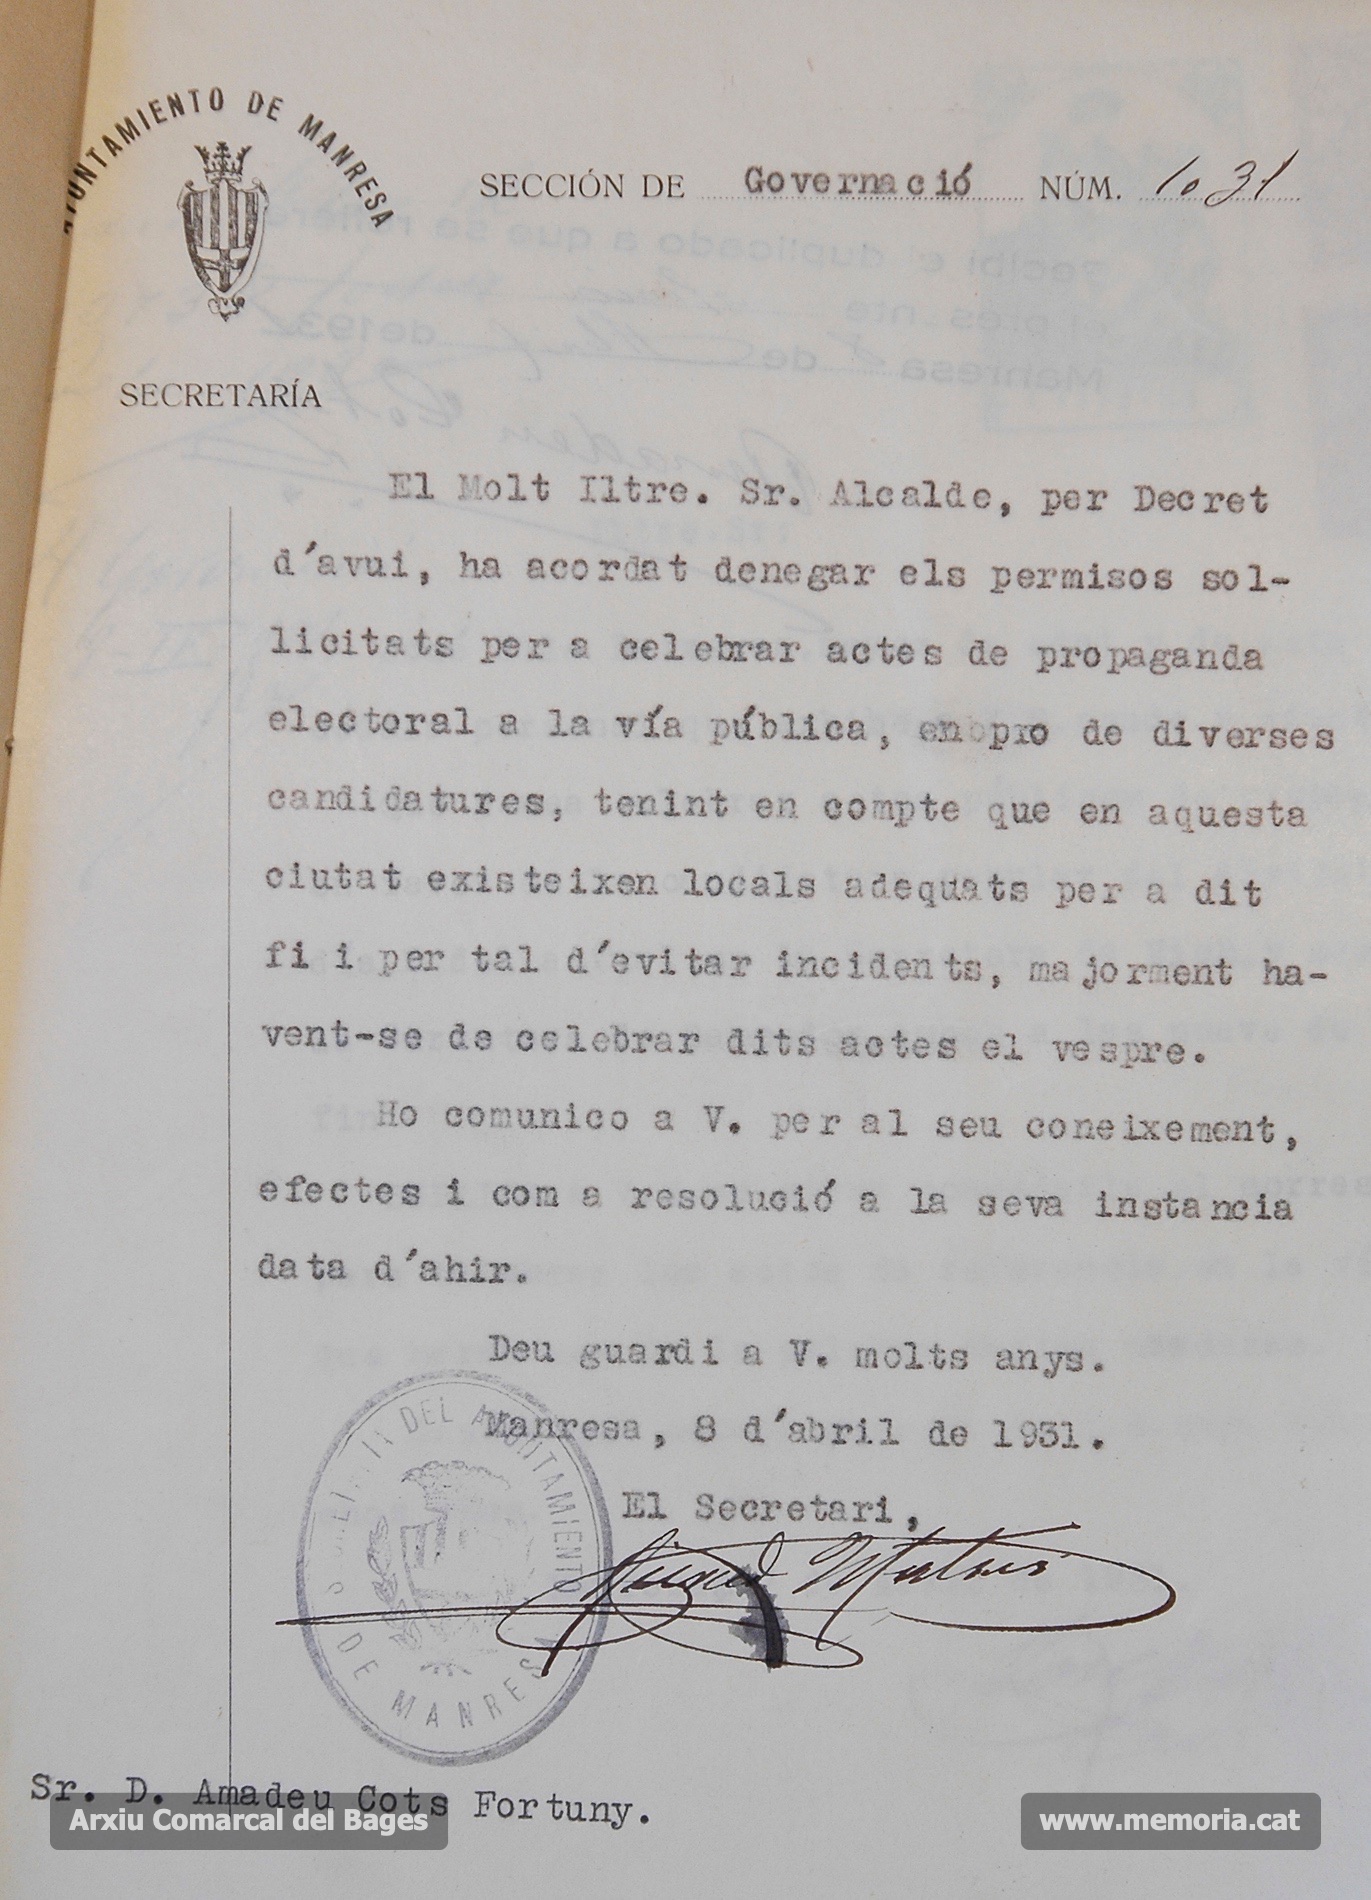 AYUNTAMIENTO DE MANRESA
SECCIÓN DE Governació NÚM. 1031
SECRETARÍA
El Molt Iltre. Sr. Alcalde, per Decret
d'avui, ha acordat denegar els permisos sol-
licitats per a celebrar actes de propaganda
electoral a la vía pública, en pro de diverses
candidatures, tenint en compte que en aquesta
ciutat existeixen locals adequats per a dit
fi i per tal d'evitar incidents, majorment ha-
vent-se de celebrar dits actes el vespre.
Ho comunico a V. per al seu coneixement,
efectes i com a resolució a la seva instancia
data d'ahir.
Deu guardi a V. molts anys.
Manresa, 8 d'abril de 1931.
El Secretari,
DEL AYUNTAMIENTO
DE MANRESA
Sr. D. Amadeu Cots Fortuny.
Arxiu Comarcal del Bages
www.memoria.cat